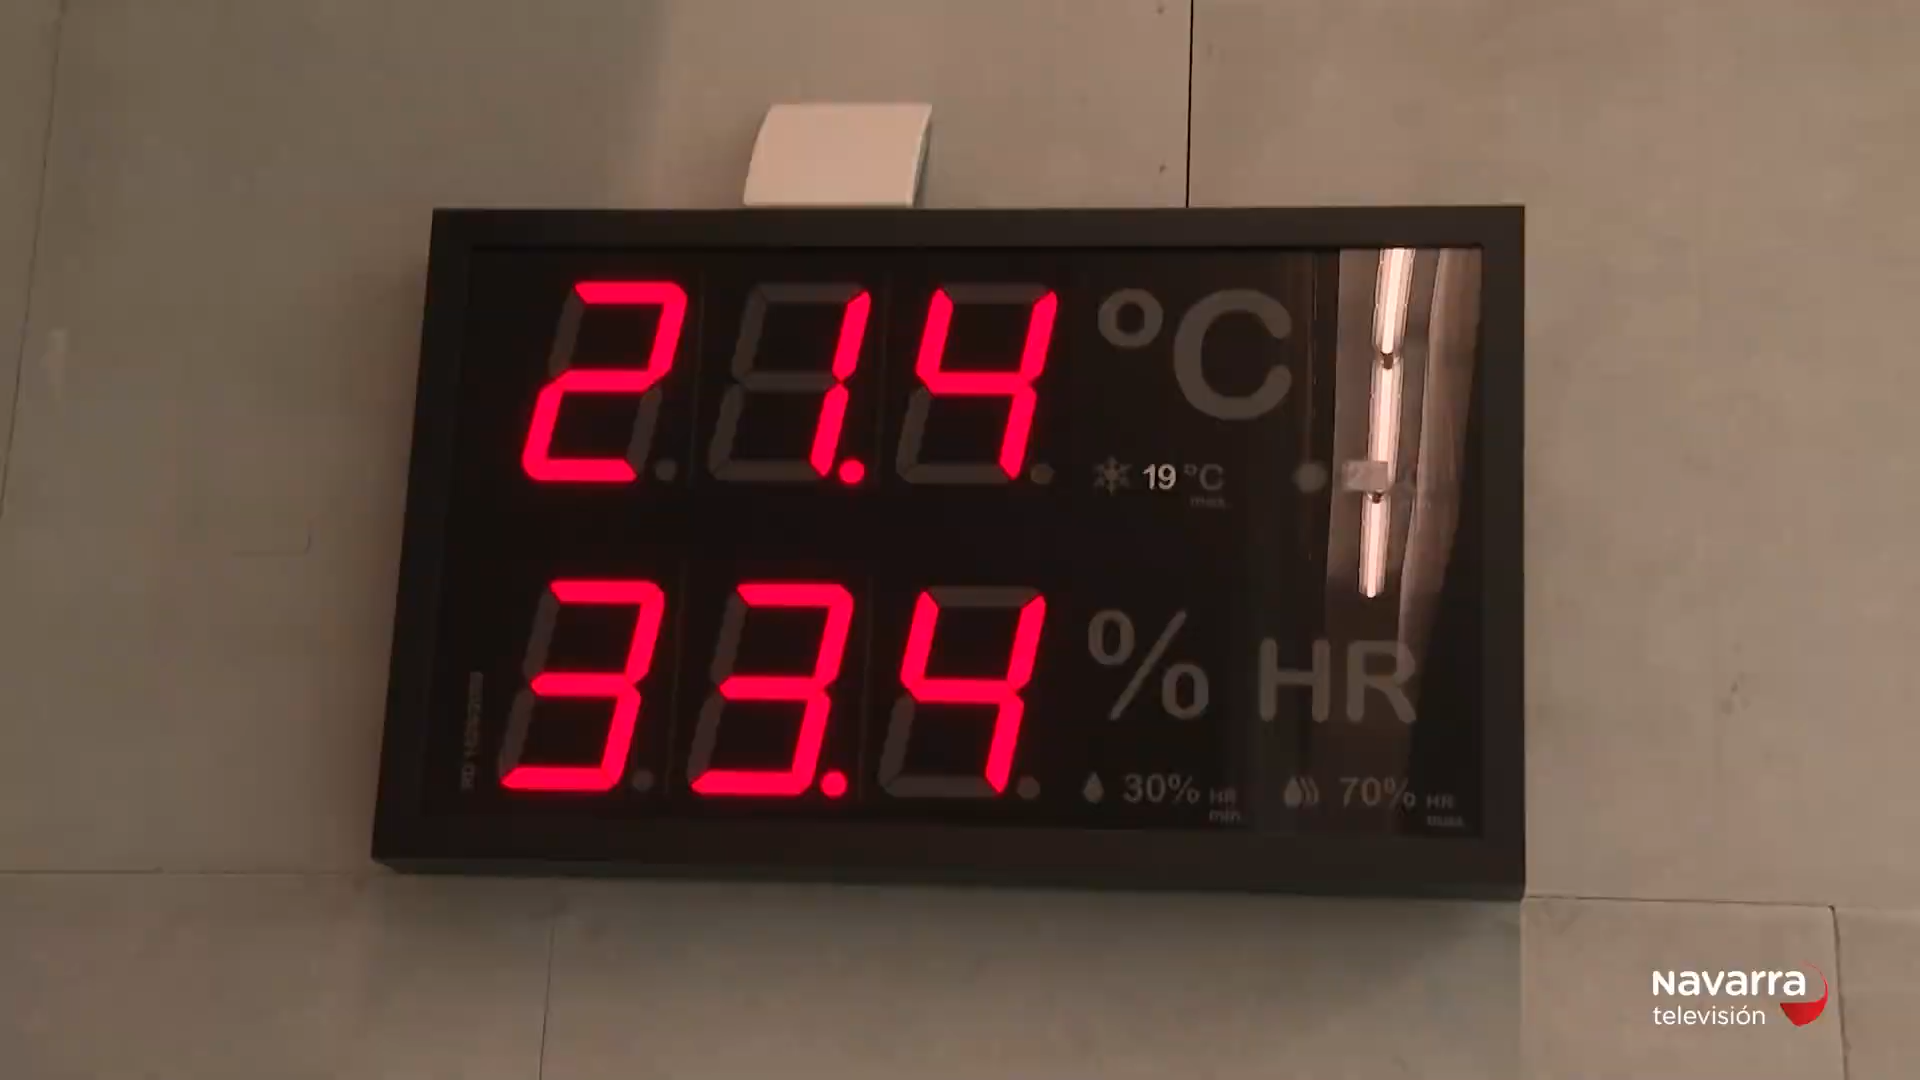 21.4 °C
19 °C
max.
33.4 % HR
30% HR
min
70% HR
max.
Navarra
televisión